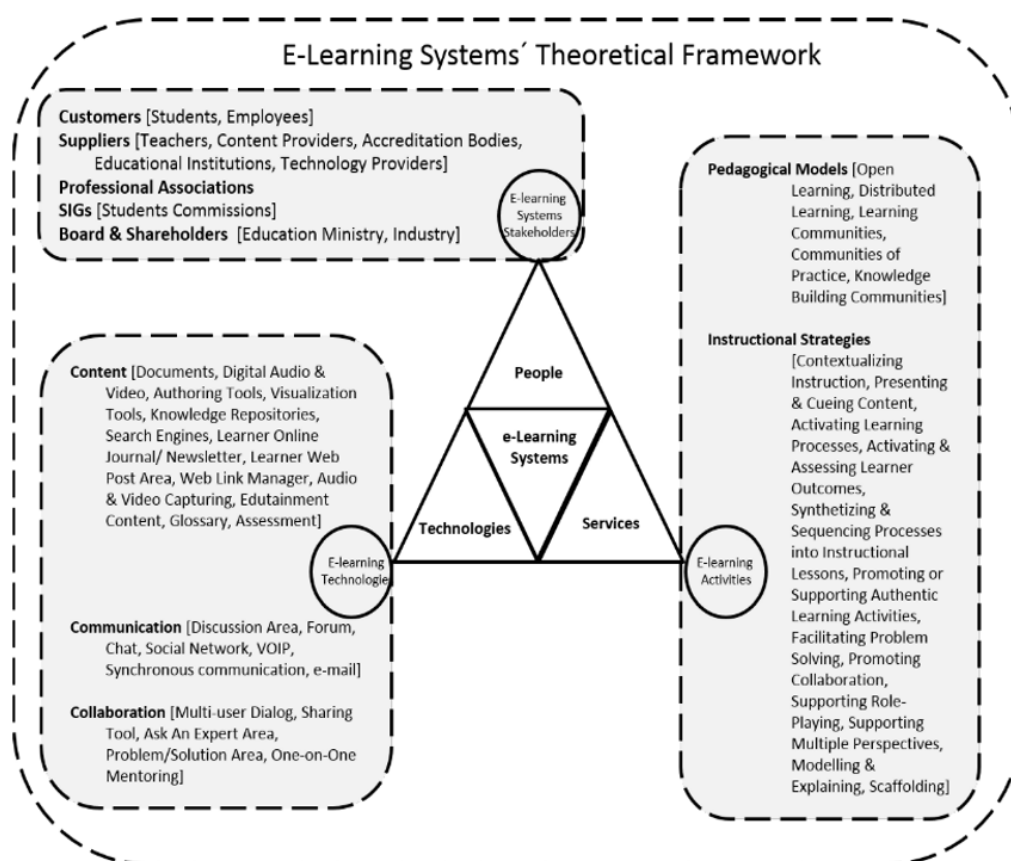 E-Learning Systems´ Theoretical Framework
Customers [Students, Employees]
Suppliers [Teachers, Content Providers, Accreditation Bodies,
Educational Institutions, Technology Providers]
Professional Associations
SIGs [Students Commissions]
Board & Shareholders [Education Ministry, Industry]
E-learning
Systems
Stakeholders
Pedagogical Models [Open
Learning, Distributed
Learning, Learning
Communities,
Communities of
Practice, Knowledge
Building Communities]
Instructional Strategies
[Contextualizing
Instruction, Presenting
& Cueing Content,
Activating Learning
Processes, Activating &
Assessing Learner
Outcomes,
Synthetizing &
Sequencing Processes
into Instructional
Lessons, Promoting or
Supporting Authentic
Learning Activities,
Facilitating Problem
Solving, Promoting
Collaboration,
Supporting Role-
Playing, Supporting
Multiple Perspectives,
Modelling &
Explaining, Scaffolding]
People
e-Learning
Systems
Technologies
Services
Content [Documents, Digital Audio &
Video, Authoring Tools, Visualization
Tools, Knowledge Repositories,
Search Engines, Learner Online
Journal/ Newsletter, Learner Web
Post Area, Web Link Manager, Audio
& Video Capturing, Edutainment
Content, Glossary, Assessment]
E-learning
Technologie
E-learning
Activities
Communication [Discussion Area, Forum,
Chat, Social Network, VOIP,
Synchronous communication, e-mail]
Collaboration [Multi-user Dialog, Sharing
Tool, Ask An Expert Area,
Problem/Solution Area, One-on-One
Mentoring]